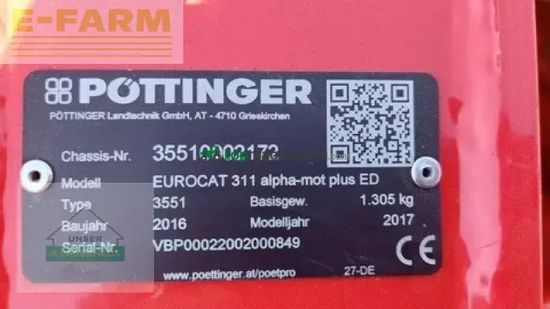 E-FARM
PÖTTINGER
PÖTTINGER Landtechnik GmbH, AT - 4710 Grieskirchen
Chassis-Nr.
Modell EUROCAT 311 alpha-mot plus ED
Type 3551 Basisgew. 1.305 kg
Baujahr 2016 Modelljahr 2017
Serial-Nr. VBP00022002000849
UNSER
www.poettinger.at/poetpro 27-DE
CE